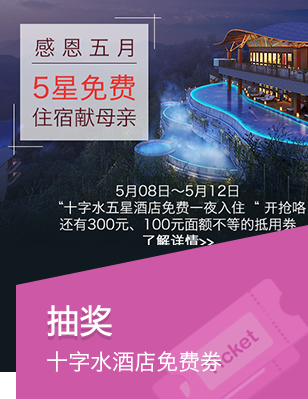 感恩五月
5星免费
住宿献母亲
5月08日～5月12日
“十字水五星酒店免费一夜入住 “ 开抢咯
还有300元、100元面额不等的抵用券
了解详情>>
抽奖
十字水酒店免费券
ticket